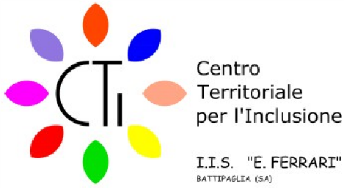 CTI
Centro
Territoriale
per l'Inclusione
I.I.S. "E. FERRARI"
BATTIPAGLIA (SA)